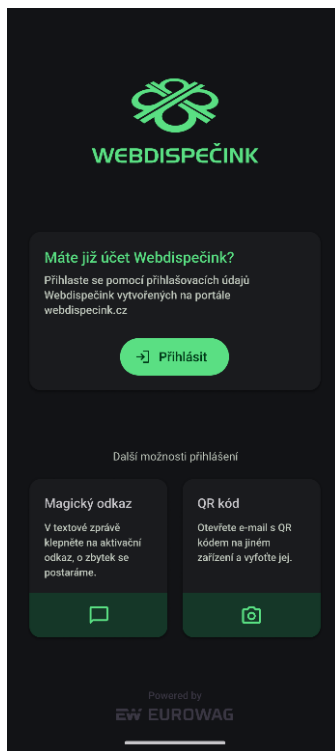 WEBDISPEČINK
Máte již účet Webdispečink?
Přihlaste se pomocí přihlašovacích údajů
Webdispečink vytvořených na portále
webdispecink.cz
Přihlásit
Další možnosti přihlášení
Magický odkaz
V textové zprávě
klepněte na aktivační
odkaz, o zbytek se
postaráme.
QR kód
Otevřete e-mail s QR
kódem na jiném
zařízení a vyfoťte jej.
Powered by
EW EUROWAG